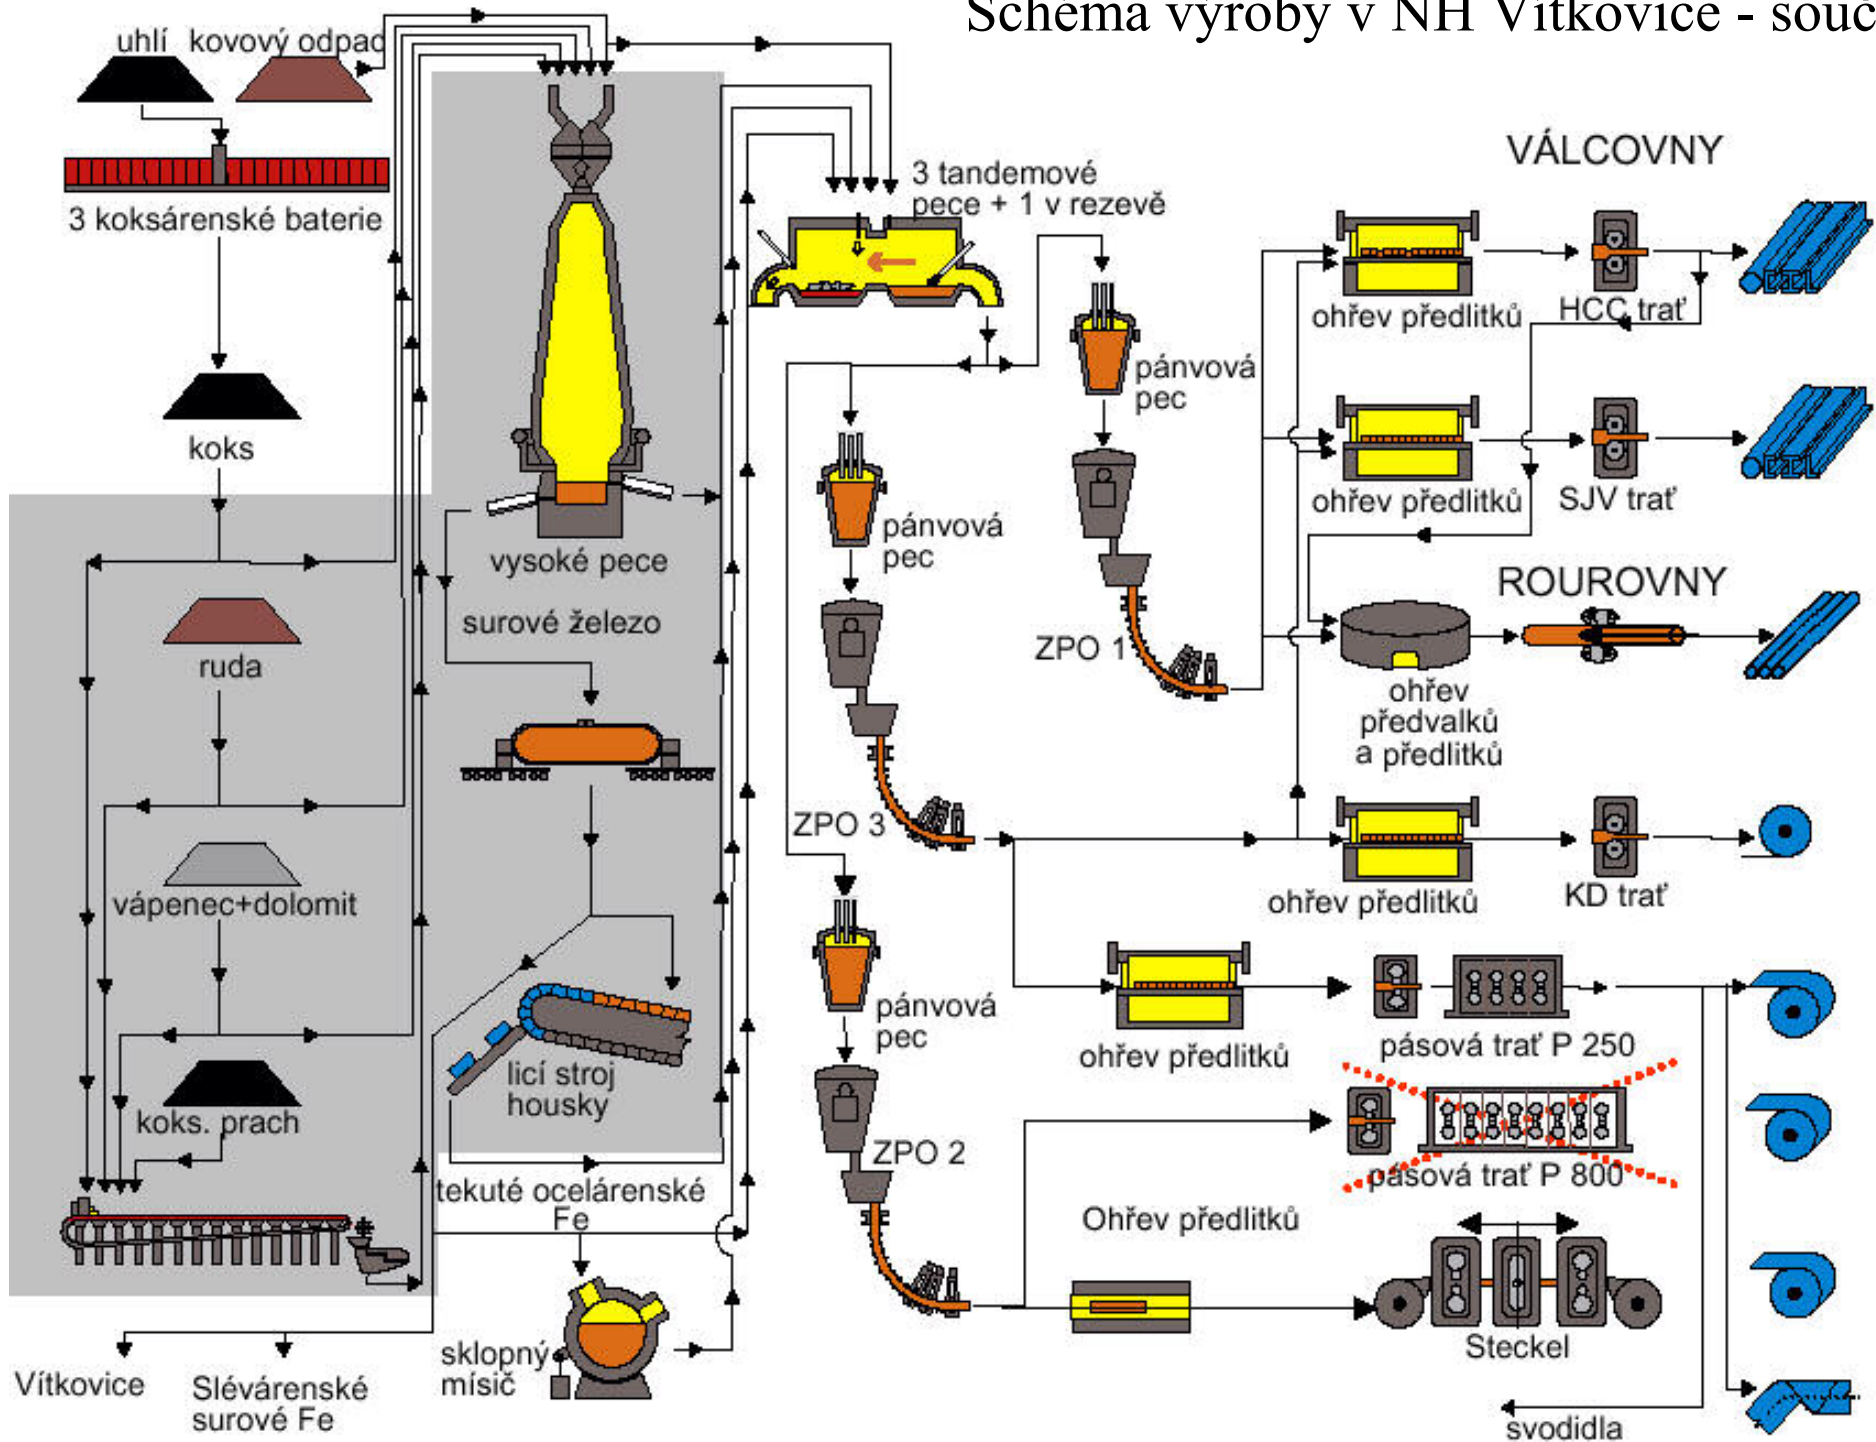 Schéma výroby v NH Vítkovice - souč
uhlí
kovový odpad
3 koksárenské baterie
koks
ruda
vápenec+dolomit
koks. prach
Vítkovice
Slévárenské
surové Fe
vysoké pece
surové železo
licí stroj
housky
tekuté ocelárenské
Fe
sklopný
mísič
3 tandemové
pece + 1 v rezevě
pánvová
pec
ZPO 1
pánvová
pec
ZPO 3
pánvová
pec
ZPO 2
VÁLCOVNY
ohřev předlitků
HCC trať
ohřev předlitků
SJV trať
ROUROVNY
ohřev
předvalků
a předlitků
ohřev předlitků
KD trať
ohřev předlitků
pásová trať P 250
pásová trať P 800
Ohřev předlitků
Steckel
svodidla